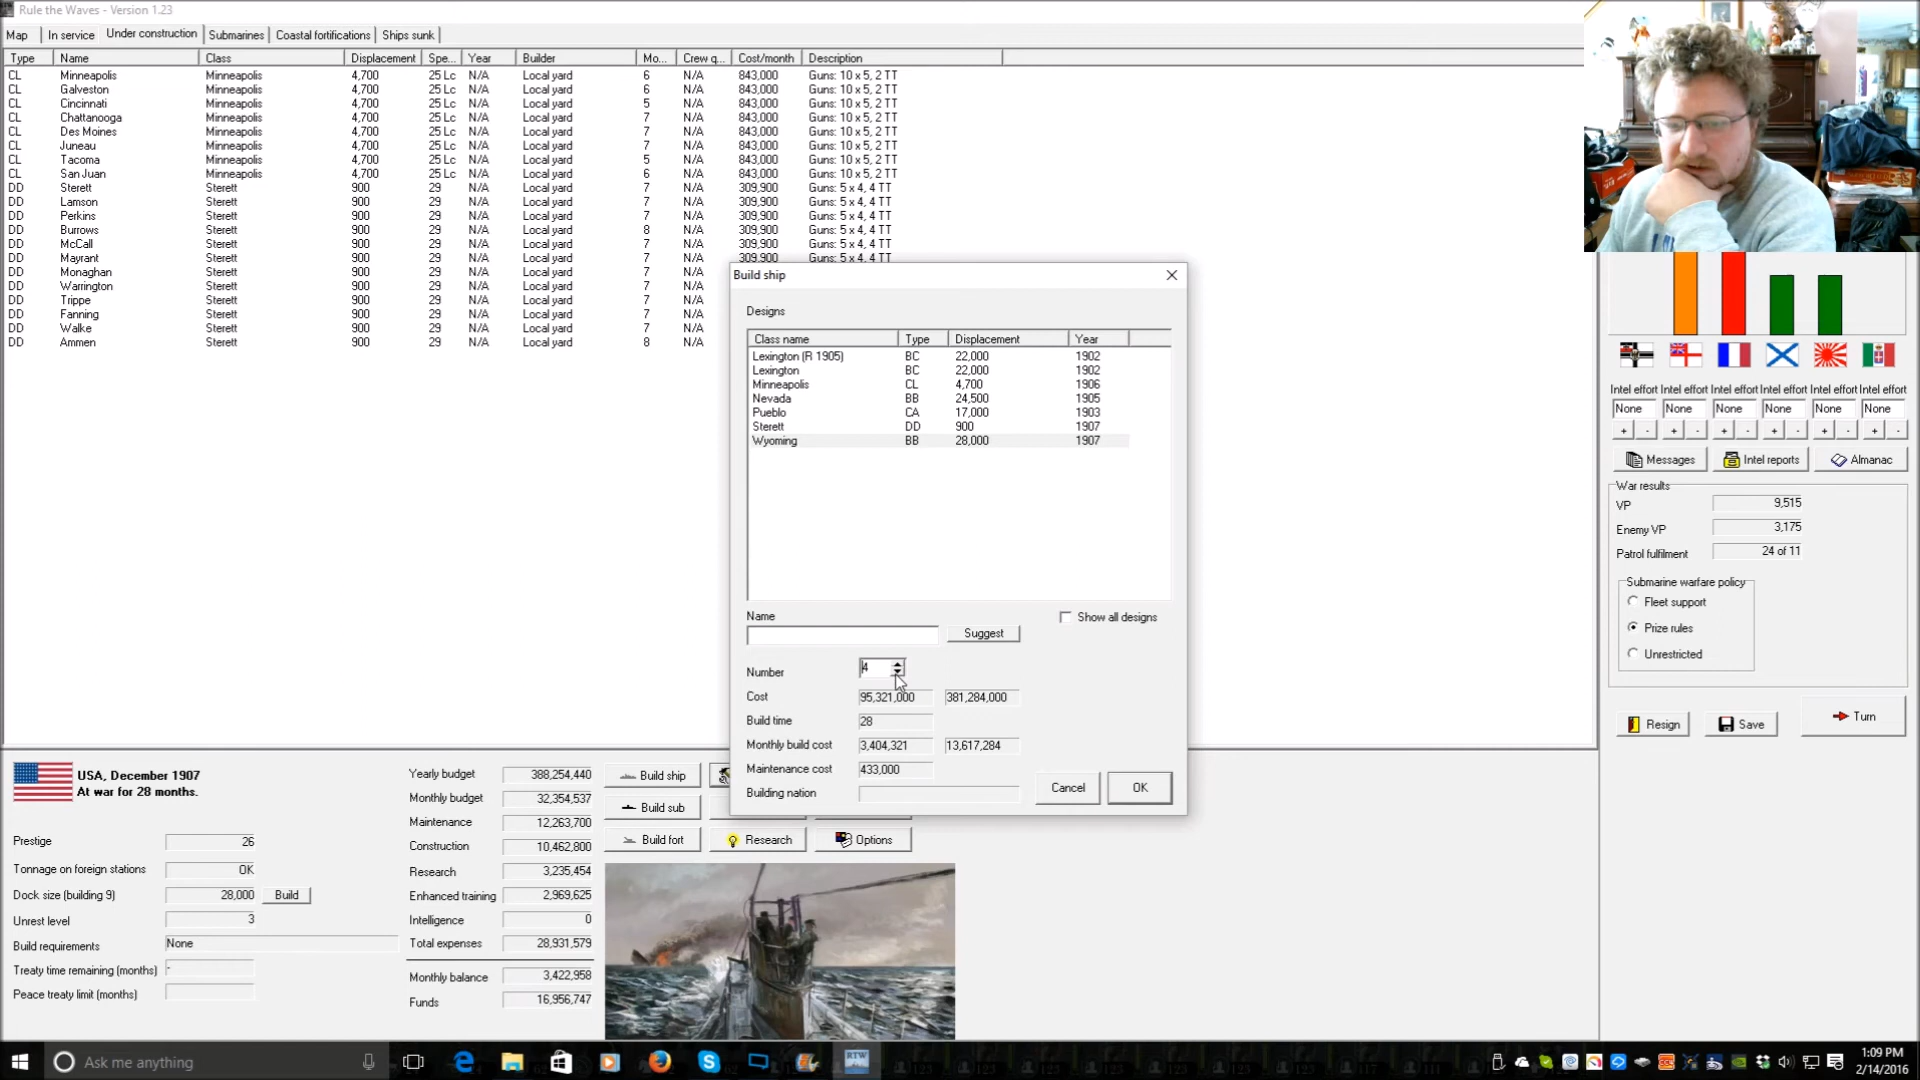 Rule the Waves - Version 1.23
Map In service Under construction Submarines Coastal fortifications Ships sunk
Type Name Class Displacement Spe... Year Builder Mo... Crew q... Cost/month Description
CL Minneapolis Minneapolis 4,700 25 Lc N/A Local yard 6 N/A 843,000 Guns: 10 x 5, 2 TT
CL Galveston Minneapolis 4,700 25 Lc N/A Local yard 6 N/A 843,000 Guns: 10 x 5, 2 TT
CL Cincinnati Minneapolis 4,700 25 Lc N/A Local yard 5 N/A 843,000 Guns: 10 x 5, 2 TT
CL Chattanooga Minneapolis 4,700 25 Lc N/A Local yard 7 N/A 843,000 Guns: 10 x 5, 2 TT
CL Des Moines Minneapolis 4,700 25 Lc N/A Local yard 7 N/A 843,000 Guns: 10 x 5, 2 TT
CL Juneau Minneapolis 4,700 25 Lc N/A Local yard 7 N/A 843,000 Guns: 10 x 5, 2 TT
CL Tacoma Minneapolis 4,700 25 Lc N/A Local yard 5 N/A 843,000 Guns: 10 x 5, 2 TT
CL San Juan Minneapolis 4,700 25 Lc N/A Local yard 6 N/A 843,000 Guns: 10 x 5, 2 TT
DD Sterett Sterett 900 29 N/A Local yard 7 N/A 309,900 Guns: 5 x 4, 4 TT
DD Lamson Sterett 900 29 N/A Local yard 7 N/A 309,900 Guns: 5 x 4, 4 TT
DD Perkins Sterett 900 29 N/A Local yard 7 N/A 309,900 Guns: 5 x 4, 4 TT
DD Burrows Sterett 900 29 N/A Local yard 8 N/A 309,900 Guns: 5 x 4, 4 TT
DD McCall Sterett 900 29 N/A Local yard 7 N/A 309,900 Guns: 5 x 4, 4 TT
DD Mayrant Sterett 900 29 N/A Local yard 7 N/A 309,900 Guns: 5 x 4, 4 TT
DD Monaghan Sterett 900 29 N/A Local yard 7 N/A
DD Warrington Sterett 900 29 N/A Local yard 7 N/A
DD Trippe Sterett 900 29 N/A Local yard 7 N/A
DD Fanning Sterett 900 29 N/A Local yard 7 N/A
DD Walke Sterett 900 29 N/A Local yard 7 N/A
DD Ammen Sterett 900 29 N/A Local yard 8 N/A
Build ship
Designs
Class name Type Displacement Year
Lexington (R 1905) BC 22,000 1902
Lexington BC 22,000 1902
Minneapolis CL 4,700 1906
Nevada BB 24,500 1905
Pueblo CA 17,000 1903
Sterett DD 900 1907
Wyoming BB 28,000 1907
Name
Suggest
Show all designs
Number 4
Cost 95,321,000 381,284,000
Build time 28
Monthly build cost 3,404,321 13,617,284
Maintenance cost 433,000
Building nation
Cancel OK
Intel effort Intel effort Intel effort Intel effort Intel effort Intel effort
None None None None None None
+ - + - + - + - + - + -
Messages Intel reports Almanac
War results
VP 9,515
Enemy VP 3,175
Patrol fulfilment 24 of 11
Submarine warfare policy
Fleet support
Prize rules
Unrestricted
Resign Save Turn
USA, December 1907
At war for 28 months.
Prestige 26
Tonnage on foreign stations OK
Dock size (building 9) 28,000 Build
Unrest level 3
Build requirements None
Treaty time remaining (months) -
Peace treaty limit (months)
Yearly budget 388,254,440
Monthly budget 32,354,537
Maintenance 12,263,700
Construction 10,462,800
Research 3,235,454
Enhanced training 2,969,625
Intelligence 0
Total expenses 28,931,579
Monthly balance 3,422,958
Funds 16,956,747
Build ship
Build sub
Build fort Research Options
Ask me anything
RTW
1:09 PM
2/14/2016